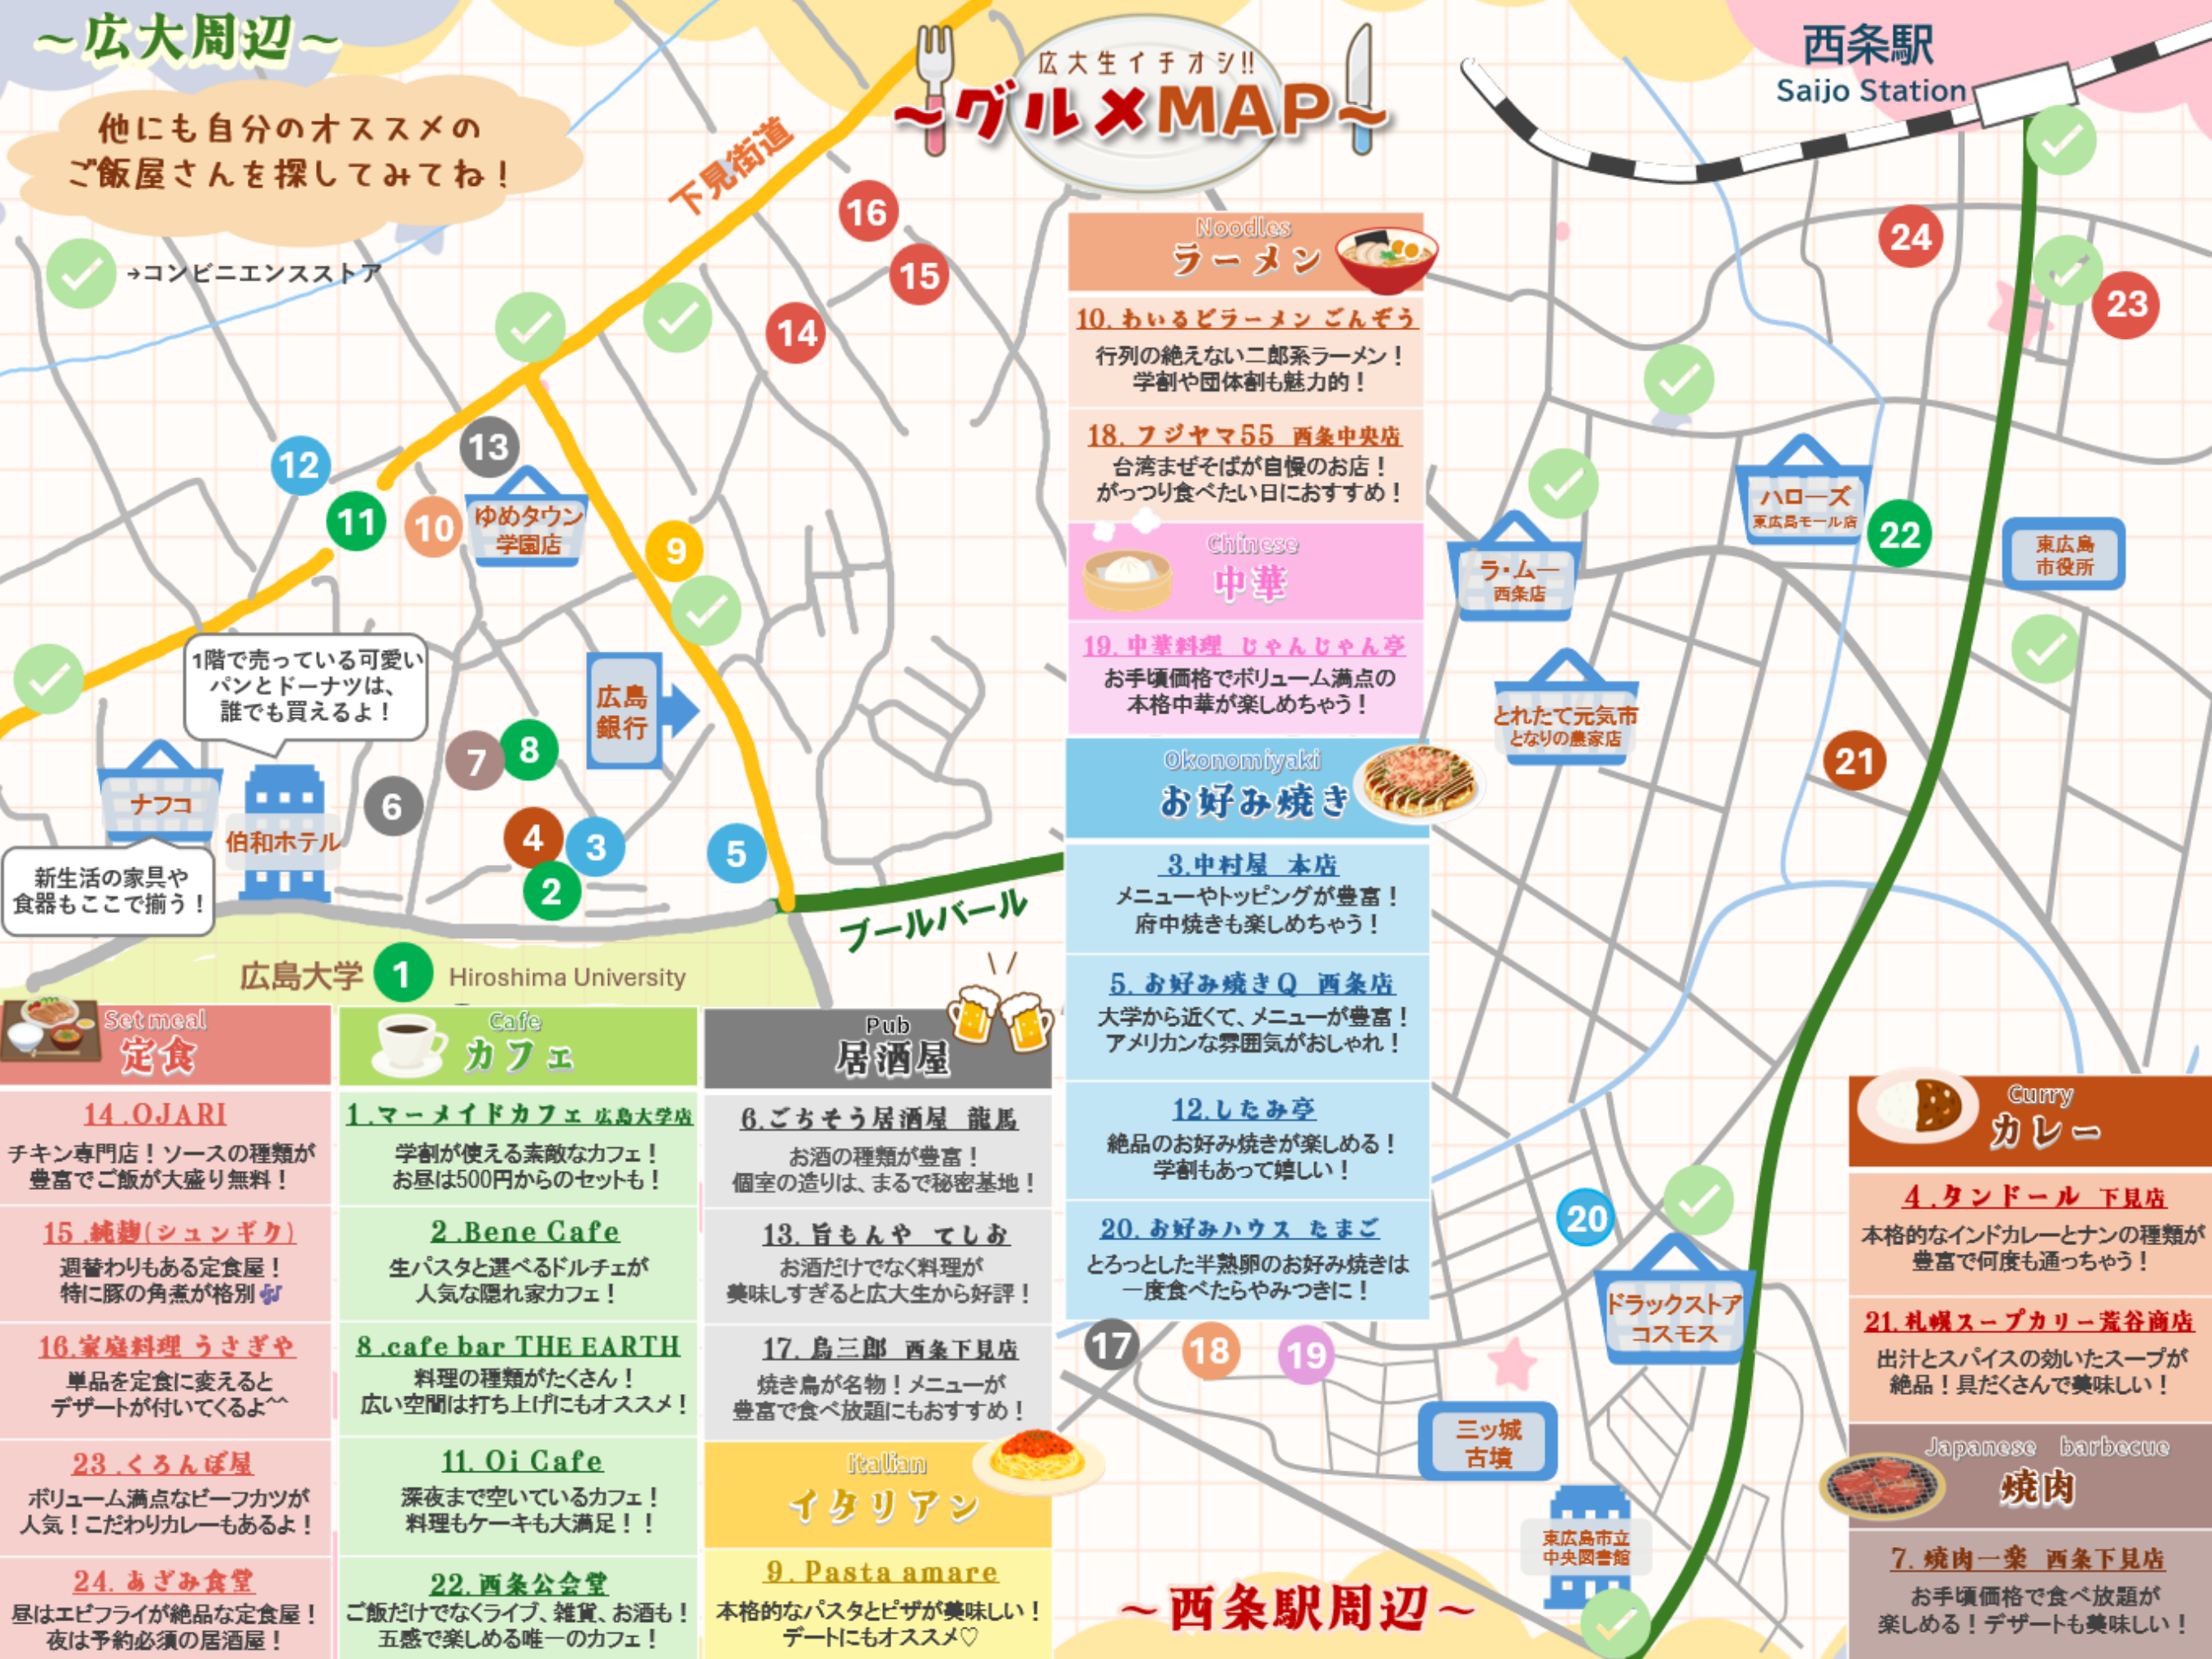 ～広大周辺～
他にも自分のオススメの
ご飯屋さんを探してみてね！
→コンビニエンスストア
広大生イチオシ!!
～グルメMAP～
西条駅
Saijo Station
下見街道
16
15
14
13
12
11
10
ゆめタウン
学園店
9
1階で売っている可愛い
パンとドーナツは、
誰でも買えるよ！
広島
銀行
7
8
6
ナフコ
伯和ホテル
新生活の家具や
食器もここで揃う！
4
3
2
5
ブールバール
広島大学
1
Hiroshima University
24
23
ハローズ
東広島モール店
22
東広島
市役所
ラ・ムー
西条店
とれたて元気市
となりの農家店
21
20
ドラックストア
コスモス
17
18
19
三ッ城
古墳
東広島市立
中央図書館
～西条駅周辺～
Noodles
ラーメン
10. わいるどラーメン ごんぞう
行列の絶えない二郎系ラーメン！
学割や団体割も魅力的！
18. フジヤマ55 西条中央店
台湾まぜそばが自慢のお店！
がっつり食べたい日におすすめ！
Chinese
中華
19. 中華料理 じゃんじゃん亭
お手頃価格でボリューム満点の
本格中華が楽しめちゃう！
Okonomiyaki
お好み焼き
3.中村屋 本店
メニューやトッピングが豊富！
府中焼きも楽しめちゃう！
5. お好み焼きQ 西条店
大学から近くて、メニューが豊富！
アメリカンな雰囲気がおしゃれ！
12.したみ亭
絶品のお好み焼きが楽しめる！
学割もあって嬉しい！
20. お好みハウス たまご
とろっとした半熟卵のお好み焼きは
一度食べたらやみつきに！
Set meal
定食
14 .OJARI
チキン専門店！ソースの種類が
豊富でご飯が大盛り無料！
15 .純麹(シュンギク)
週替わりもある定食屋！
特に豚の角煮が格別🎶
16.家庭料理 うさぎや
単品を定食に変えると
デザートが付いてくるよ^^
23 .くろんぼ屋
ボリューム満点なビーフカツが
人気！こだわりカレーもあるよ！
24. あざみ食堂
昼はエビフライが絶品な定食屋！
夜は予約必須の居酒屋！
Cafe
カフェ
1.マーメイドカフェ 広島大学店
学割が使える素敵なカフェ！
お昼は500円からのセットも！
2 .Bene Cafe
生パスタと選べるドルチェが
人気な隠れ家カフェ！
8 .cafe bar THE EARTH
料理の種類がたくさん！
広い空間は打ち上げにもオススメ！
11. Oi Cafe
深夜まで空いているカフェ！
料理もケーキも大満足！！
22. 西条公会堂
ご飯だけでなくライブ、雑貨、お酒も！
五感で楽しめる唯一のカフェ！
Pub
居酒屋
6.ごちそう居酒屋 龍馬
お酒の種類が豊富！
個室の造りは、まるで秘密基地！
13. 旨もんや てしお
お酒だけでなく料理が
美味しすぎると広大生から好評！
17. 鳥三郎 西条下見店
焼き鳥が名物！メニューが
豊富で食べ放題にもおすすめ！
Italian
イタリアン
9. Pasta amare
本格的なパスタとピザが美味しい！
デートにもオススメ♡
Curry
カレー
4 .タンドール 下見店
本格的なインドカレーとナンの種類が
豊富で何度も通っちゃう！
21. 札幌スープカリー荒谷商店
出汁とスパイスの効いたスープが
絶品！具だくさんで美味しい！
Japanese barbecue
焼肉
7. 焼肉一楽 西条下見店
お手頃価格で食べ放題が
楽しめる！デザートも美味しい！